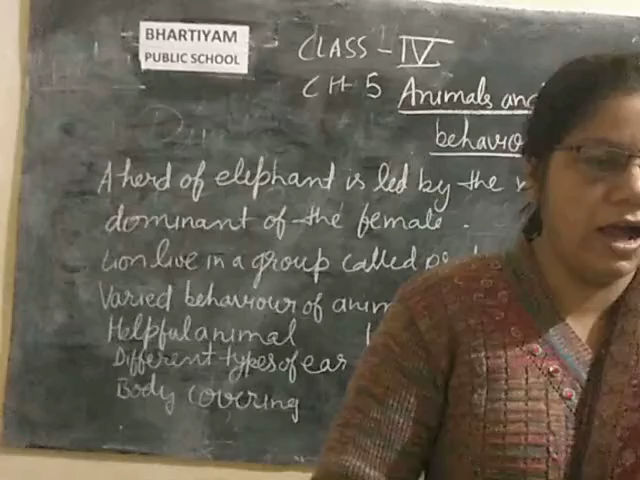 BHARTIYAM
PUBLIC SCHOOL
CLASS - IV
CH 5 Animals and
behavio
A herd of elephant is led by the
dominant of the female.
Lion live in a group called
Varied behaviour of anim
Helpful animal
Different types of ear
Body covering